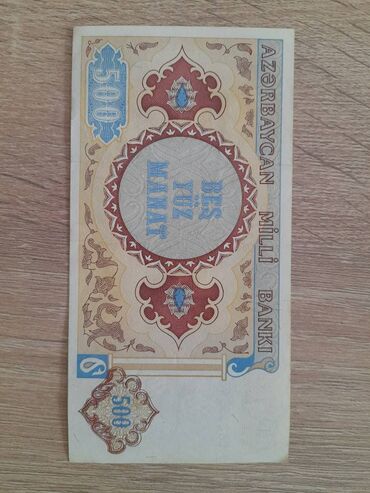 AZƏRBAYCAN MİLLİ BANKI
500
BEŞ
YÜZ
MANAT
500